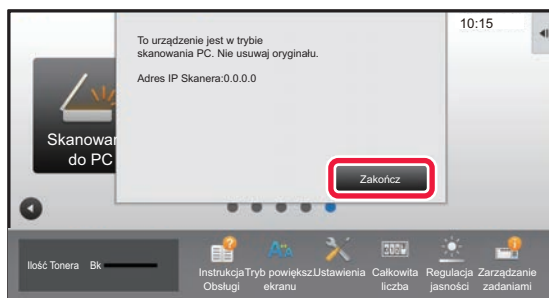 10:15
To urządzenie jest w trybie
skanowania PC. Nie usuwaj oryginału.
Adres IP Skanera:0.0.0.0
Skanowan
do PC
Zakończ
Ilość Tonera Bk
Instrukcja
Obsługi
Tryb powiększ.
ekranu
Ustawienia
Całkowita
liczba
Regulacja
jasności
Zarządzanie
zadaniami